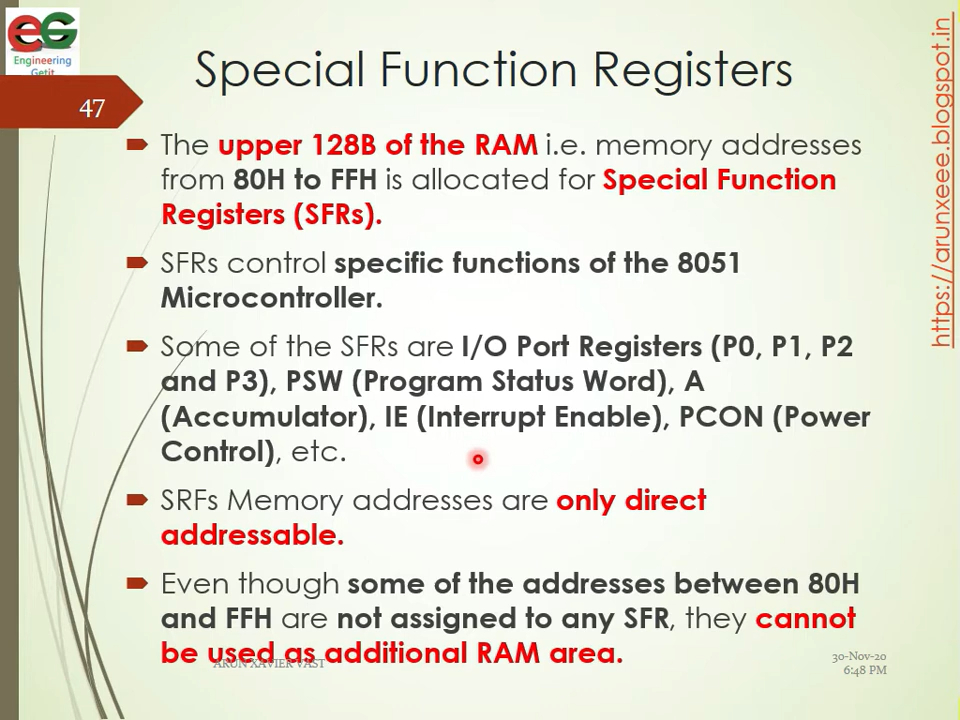 eG
Engineering
Getit
47
Special Function Registers
The upper 128B of the RAM i.e. memory addresses
from 80H to FFH is allocated for Special Function
Registers (SFRs).
SFRs control specific functions of the 8051
Microcontroller.
Some of the SFRs are I/O Port Registers (P0, P1, P2
and P3), PSW (Program Status Word), A
(Accumulator), IE (Interrupt Enable), PCON (Power
Control), etc.
SRFs Memory addresses are only direct
addressable.
Even though some of the addresses between 80H
and FFH are not assigned to any SFR, they cannot
be used as additional RAM area.
ARUN XAVIER VAST
30-Nov-20
6:48 PM
https://arunxeee.blogspot.in